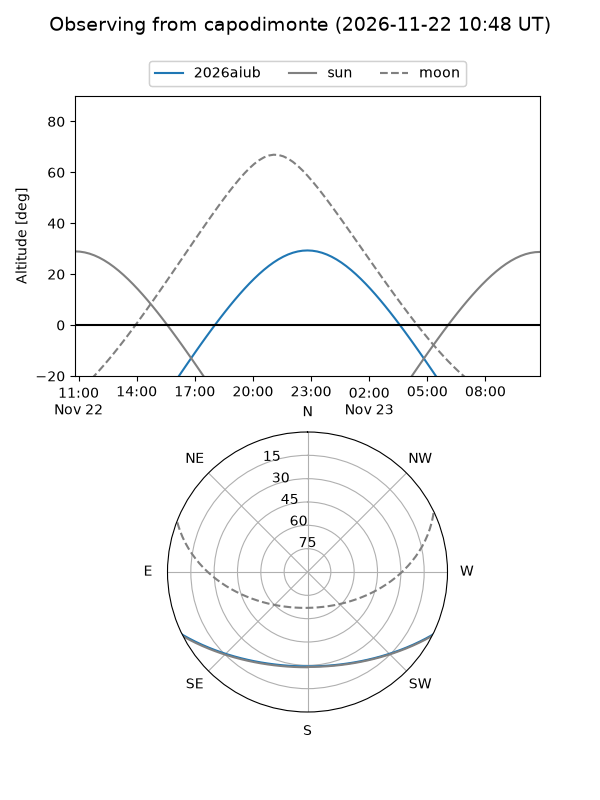 Observing from capodimonte (2026-11-22 10:48 UT)
2026aiub sun moon
Altitude [deg]
80
60
40
20
0
−20
11:00 14:00 17:00 20:00 23:00 02:00 05:00 08:00
Nov 22 Nov 23
N
NE NW
15
30
45
60
75
E W
SE SW
S